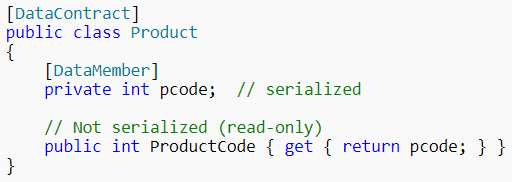 [DataContract]
public class Product
{
    [DataMember]
    private int pcode;  // serialized

    // Not serialized (read-only)
    public int ProductCode { get { return pcode; } }
}